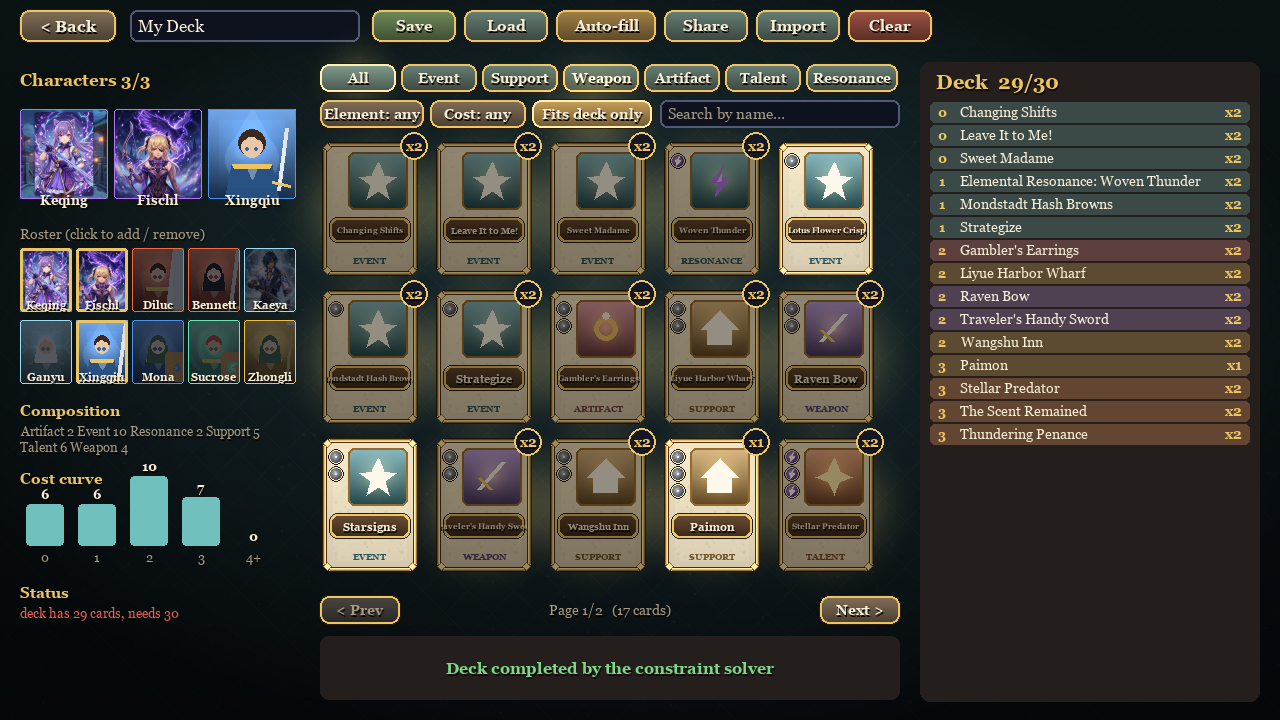 < Back
My Deck
Save
Load
Auto-fill
Share
Import
Clear
Characters 3/3
Keqing
Fischl
Xingqiu
Roster (click to add / remove)
Keqing
Fischl
Diluc
Bennett
Kaeya
Ganyu
Xingqiu
Mona
Sucrose
Zhongli
Composition
Artifact 2 Event 10 Resonance 2 Support 5
Talent 6 Weapon 4
Cost curve
6
6
10
7
0
0
1
2
3
4+
Status
deck has 29 cards, needs 30
All
Event
Support
Weapon
Artifact
Talent
Resonance
Element: any
Cost: any
Fits deck only
Search by name...
x2
x2
x2
x2
Changing Shifts
Leave It to Me!
Sweet Madame
Woven Thunder
Lotus Flower Crisp
EVENT
EVENT
EVENT
RESONANCE
EVENT
x2
x2
x2
x2
x2
ondstadt Hash Brow
Strategize
Gambler's Earrings
Liyue Harbor Wharf
Raven Bow
EVENT
EVENT
ARTIFACT
SUPPORT
WEAPON
x2
x2
x1
x2
Starsigns
aveler's Handy Swo
Wangshu Inn
Paimon
Stellar Predator
EVENT
WEAPON
SUPPORT
SUPPORT
TALENT
< Prev
Page 1/2 (17 cards)
Next >
Deck completed by the constraint solver
Deck 29/30
0 Changing Shifts x2
0 Leave It to Me! x2
0 Sweet Madame x2
1 Elemental Resonance: Woven Thunder x2
1 Mondstadt Hash Browns x2
1 Strategize x2
2 Gambler's Earrings x2
2 Liyue Harbor Wharf x2
2 Raven Bow x2
2 Traveler's Handy Sword x2
2 Wangshu Inn x2
3 Paimon x1
3 Stellar Predator x2
3 The Scent Remained x2
3 Thundering Penance x2